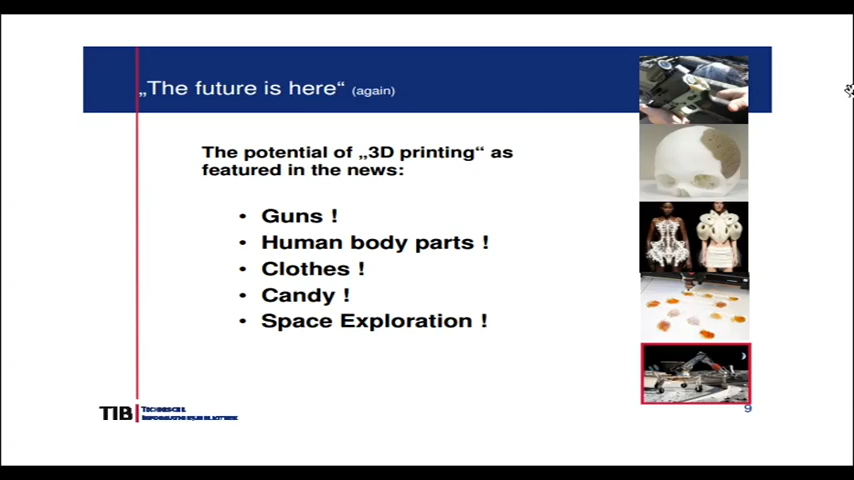 „The future is here“ (again)
The potential of „3D printing“ as
featured in the news:
• Guns !
• Human body parts !
• Clothes !
• Candy !
• Space Exploration !
TIB
9